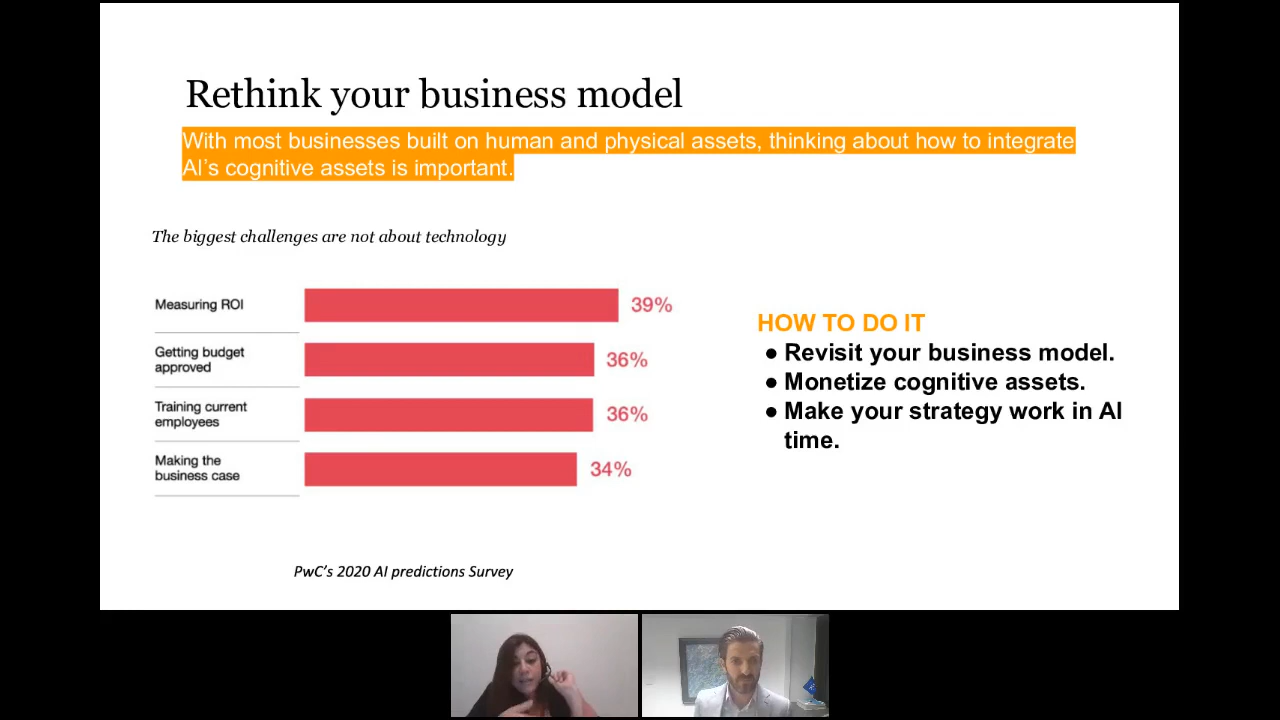 Rethink your business model
With most businesses built on human and physical assets, thinking about how to integrate
AI's cognitive assets is important.
The biggest challenges are not about technology
Measuring ROI
39%
Getting budget
approved
36%
Training current
employees
36%
Making the
business case
34%
PwC's 2020 AI predictions Survey
HOW TO DO IT
● Revisit your business model.
● Monetize cognitive assets.
● Make your strategy work in AI
time.